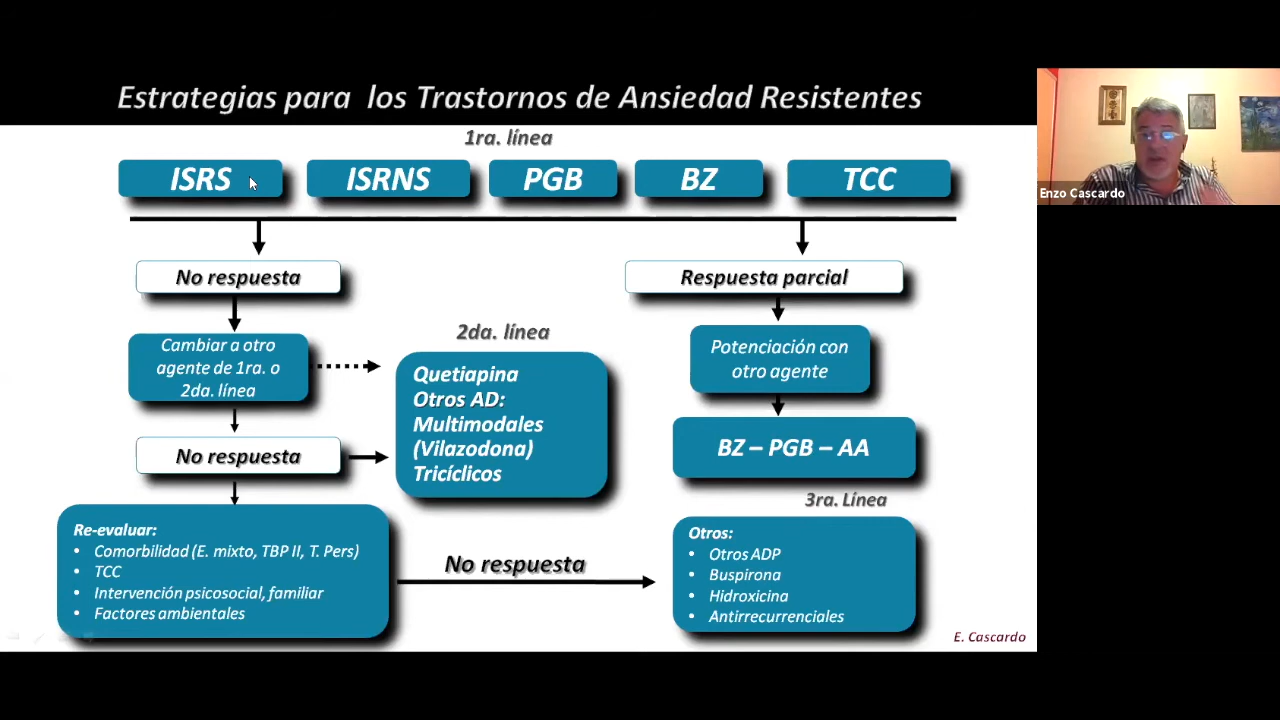 Estrategias para los Trastornos de Ansiedad Resistentes
1ra. línea
ISRS
ISRNS
PGB
BZ
TCC
Enzo Cascardo
No respuesta
Respuesta parcial
Cambiar a otro
agente de 1ra. o
2da. línea
2da. línea
Quetiapina
Otros AD:
Multimodales
(Vilazodona)
Tricíclicos
Potenciación con
otro agente
No respuesta
BZ – PGB – AA
3ra. Línea
Re-evaluar:
• Comorbilidad (E. mixto, TBP II, T. Pers)
• TCC
• Intervención psicosocial, familiar
• Factores ambientales
No respuesta
Otros:
• Otros ADP
• Buspirona
• Hidroxicina
• Antirrecurrenciales
E. Cascardo